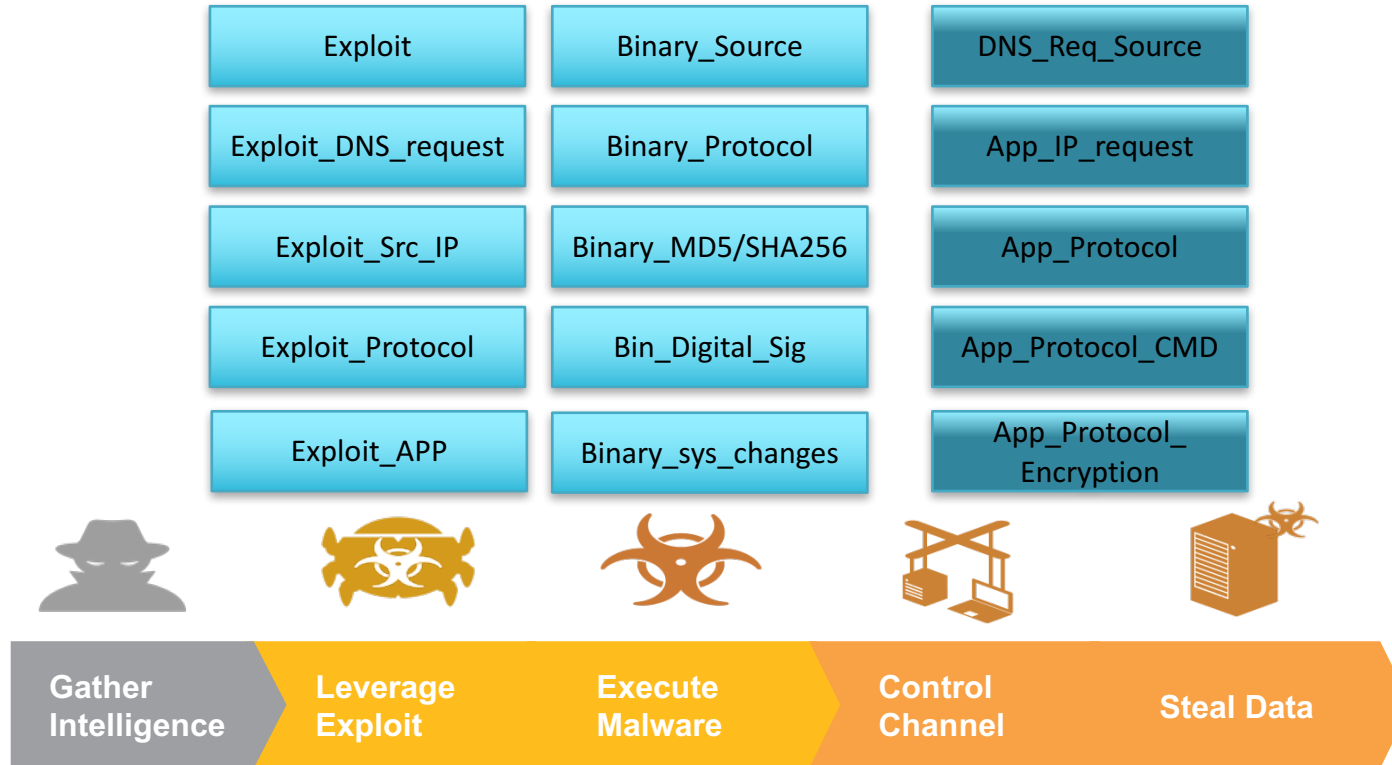 Exploit
Binary_Source
DNS_Req_Source
Exploit_DNS_request
Binary_Protocol
App_IP_request
Exploit_Src_IP
Binary_MD5/SHA256
App_Protocol
Exploit_Protocol
Bin_Digital_Sig
App_Protocol_CMD
Exploit_APP
Binary_sys_changes
App_Protocol_
Encryption
Gather
Intelligence
Leverage
Exploit
Execute
Malware
Control
Channel
Steal Data